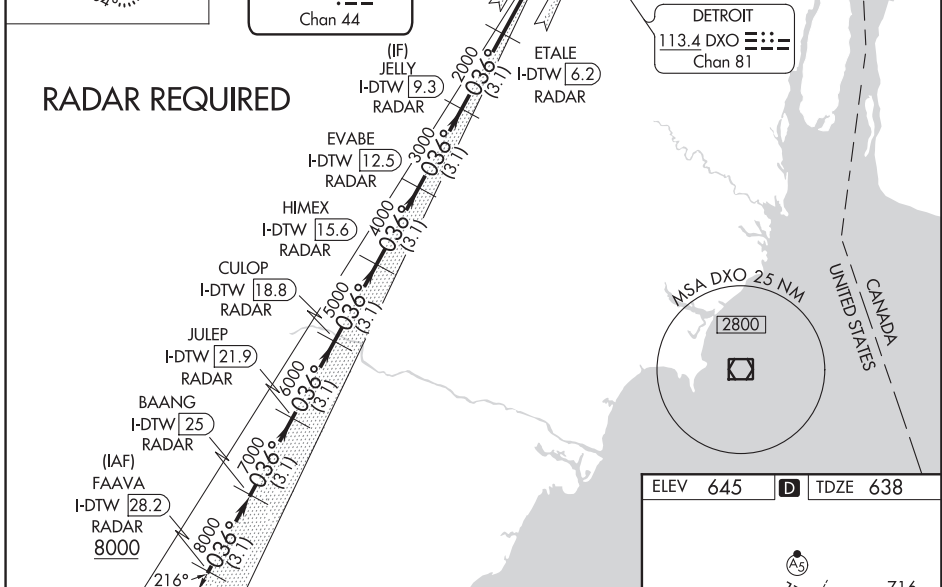 Chan 44
DETROIT
113.4 DXO
Chan 81
RADAR REQUIRED
ETALE
I-DTW 6.2
RADAR
(IF)
JELLY
I-DTW 9.3
RADAR
EVABE
I-DTW 12.5
RADAR
HIMEX
I-DTW 15.6
RADAR
CULOP
I-DTW 18.8
RADAR
JULEP
I-DTW 21.9
RADAR
BAANG
I-DTW 25
RADAR
(IAF)
FAAVA
I-DTW 28.2
RADAR
8000
2000
036°
(3.1)
3000
036°
(3.1)
4000
036°
(3.1)
5000
036°
(3.1)
6000
036°
(3.1)
7000
036°
(3.1)
8000
036°
(3.1)
216°
MSA DXO 25 NM
2800
CANADA
UNITED STATES
ELEV 645 D TDZE 638
A5
716